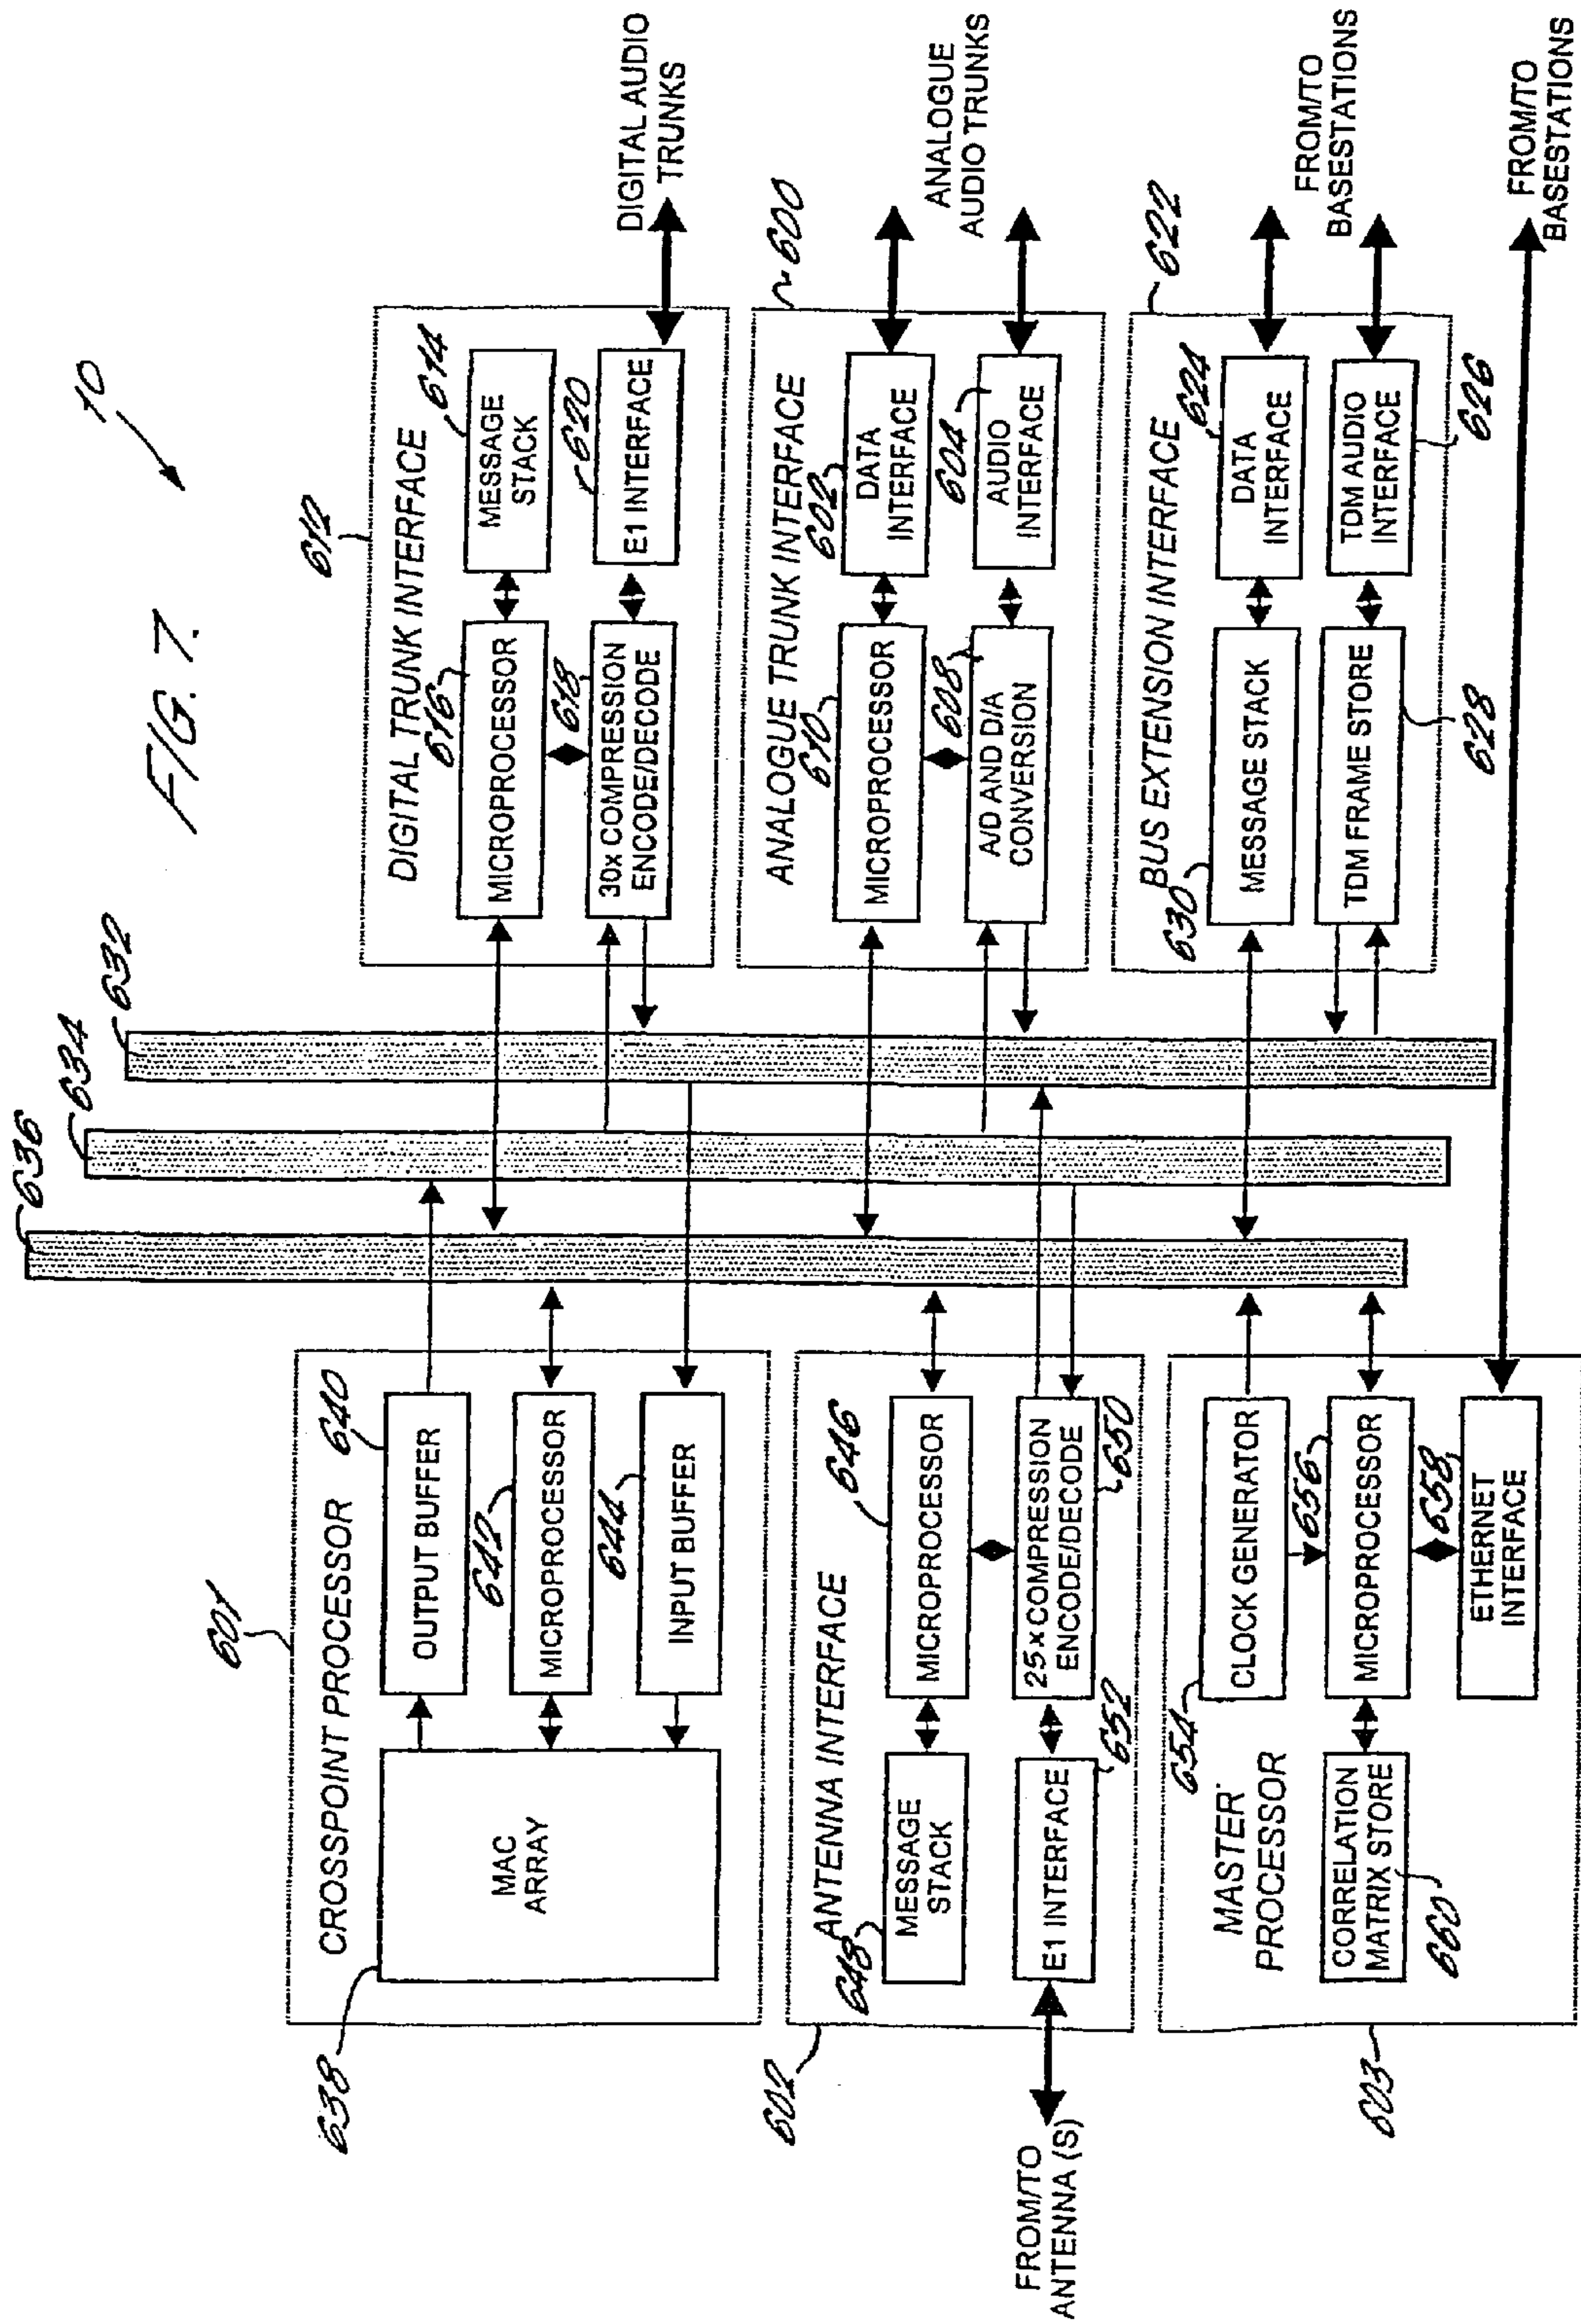 FIG. 7.
10
636
634
632
601
CROSSPOINT PROCESSOR
638
MAC
ARRAY
OUTPUT BUFFER
640
MICROPROCESSOR
642
INPUT BUFFER
644
602
ANTENNA INTERFACE
648
MESSAGE
STACK
MICROPROCESSOR
646
E1 INTERFACE
652
25x COMPRESSION
ENCODE/DECODE
650
FROM/TO
ANTENNA (S)
603
MASTER
PROCESSOR
654
CLOCK GENERATOR
656
MICROPROCESSOR
CORRELATION
MATRIX STORE
660
658
ETHERNET
INTERFACE
612
DIGITAL TRUNK INTERFACE
616
MICROPROCESSOR
614
MESSAGE
STACK
618
30x COMPRESSION
ENCODE/DECODE
620
E1 INTERFACE
DIGITAL AUDIO
TRUNKS
600
ANALOGUE TRUNK INTERFACE
610
MICROPROCESSOR
602
DATA
INTERFACE
608
A/D AND D/A
CONVERSION
604
AUDIO
INTERFACE
ANALOGUE
AUDIO TRUNKS
622
BUS EXTENSION INTERFACE
630
MESSAGE STACK
624
DATA
INTERFACE
TDM FRAME STORE
628
TDM AUDIO
INTERFACE
626
FROM/TO
BASESTATIONS
FROM/TO
BASESTATIONS